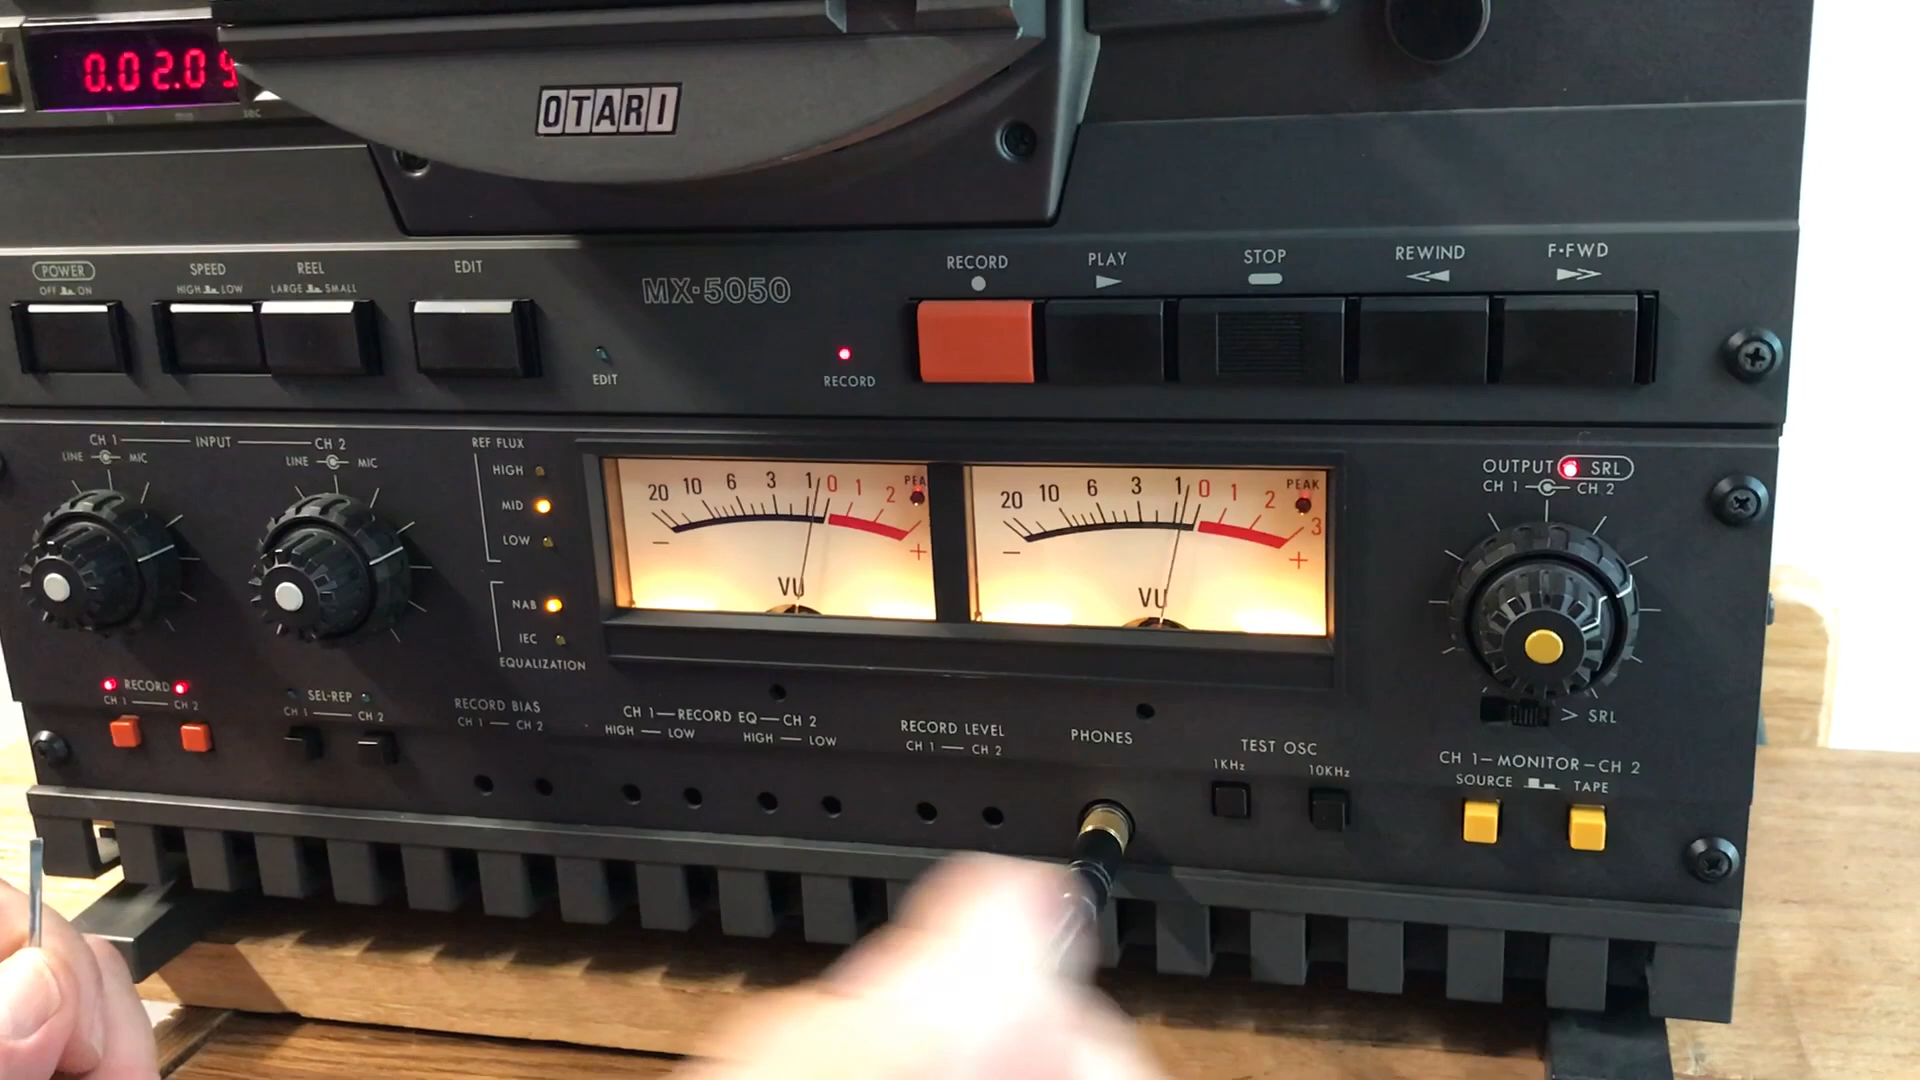 0.02.09
sec
OTARI
POWER
OFF ON
SPEED
HIGH LOW
REEL
LARGE SMALL
EDIT
MX-5050
EDIT
RECORD
RECORD
PLAY
STOP
REWIND
F-FWD
CH 1 INPUT CH 2
LINE MIC
LINE MIC
REF FLUX
HIGH
MID
LOW
NAB
IEC
EQUALIZATION
20 10 6 3 1 0 1 2
PEA
- +
VU
20 10 6 3 1 0 1 2 3
PEAK
- +
VU
OUTPUT SRL
CH 1 CH 2
> SRL
RECORD
CH 1 CH 2
SEL-REP
CH 1 CH 2
RECORD BIAS
CH 1 — CH 2
CH 1—RECORD EQ—CH 2
HIGH — LOW HIGH — LOW
RECORD LEVEL
CH 1 — CH 2
PHONES
TEST OSC
1KHz 10KHz
CH 1—MONITOR—CH 2
SOURCE TAPE